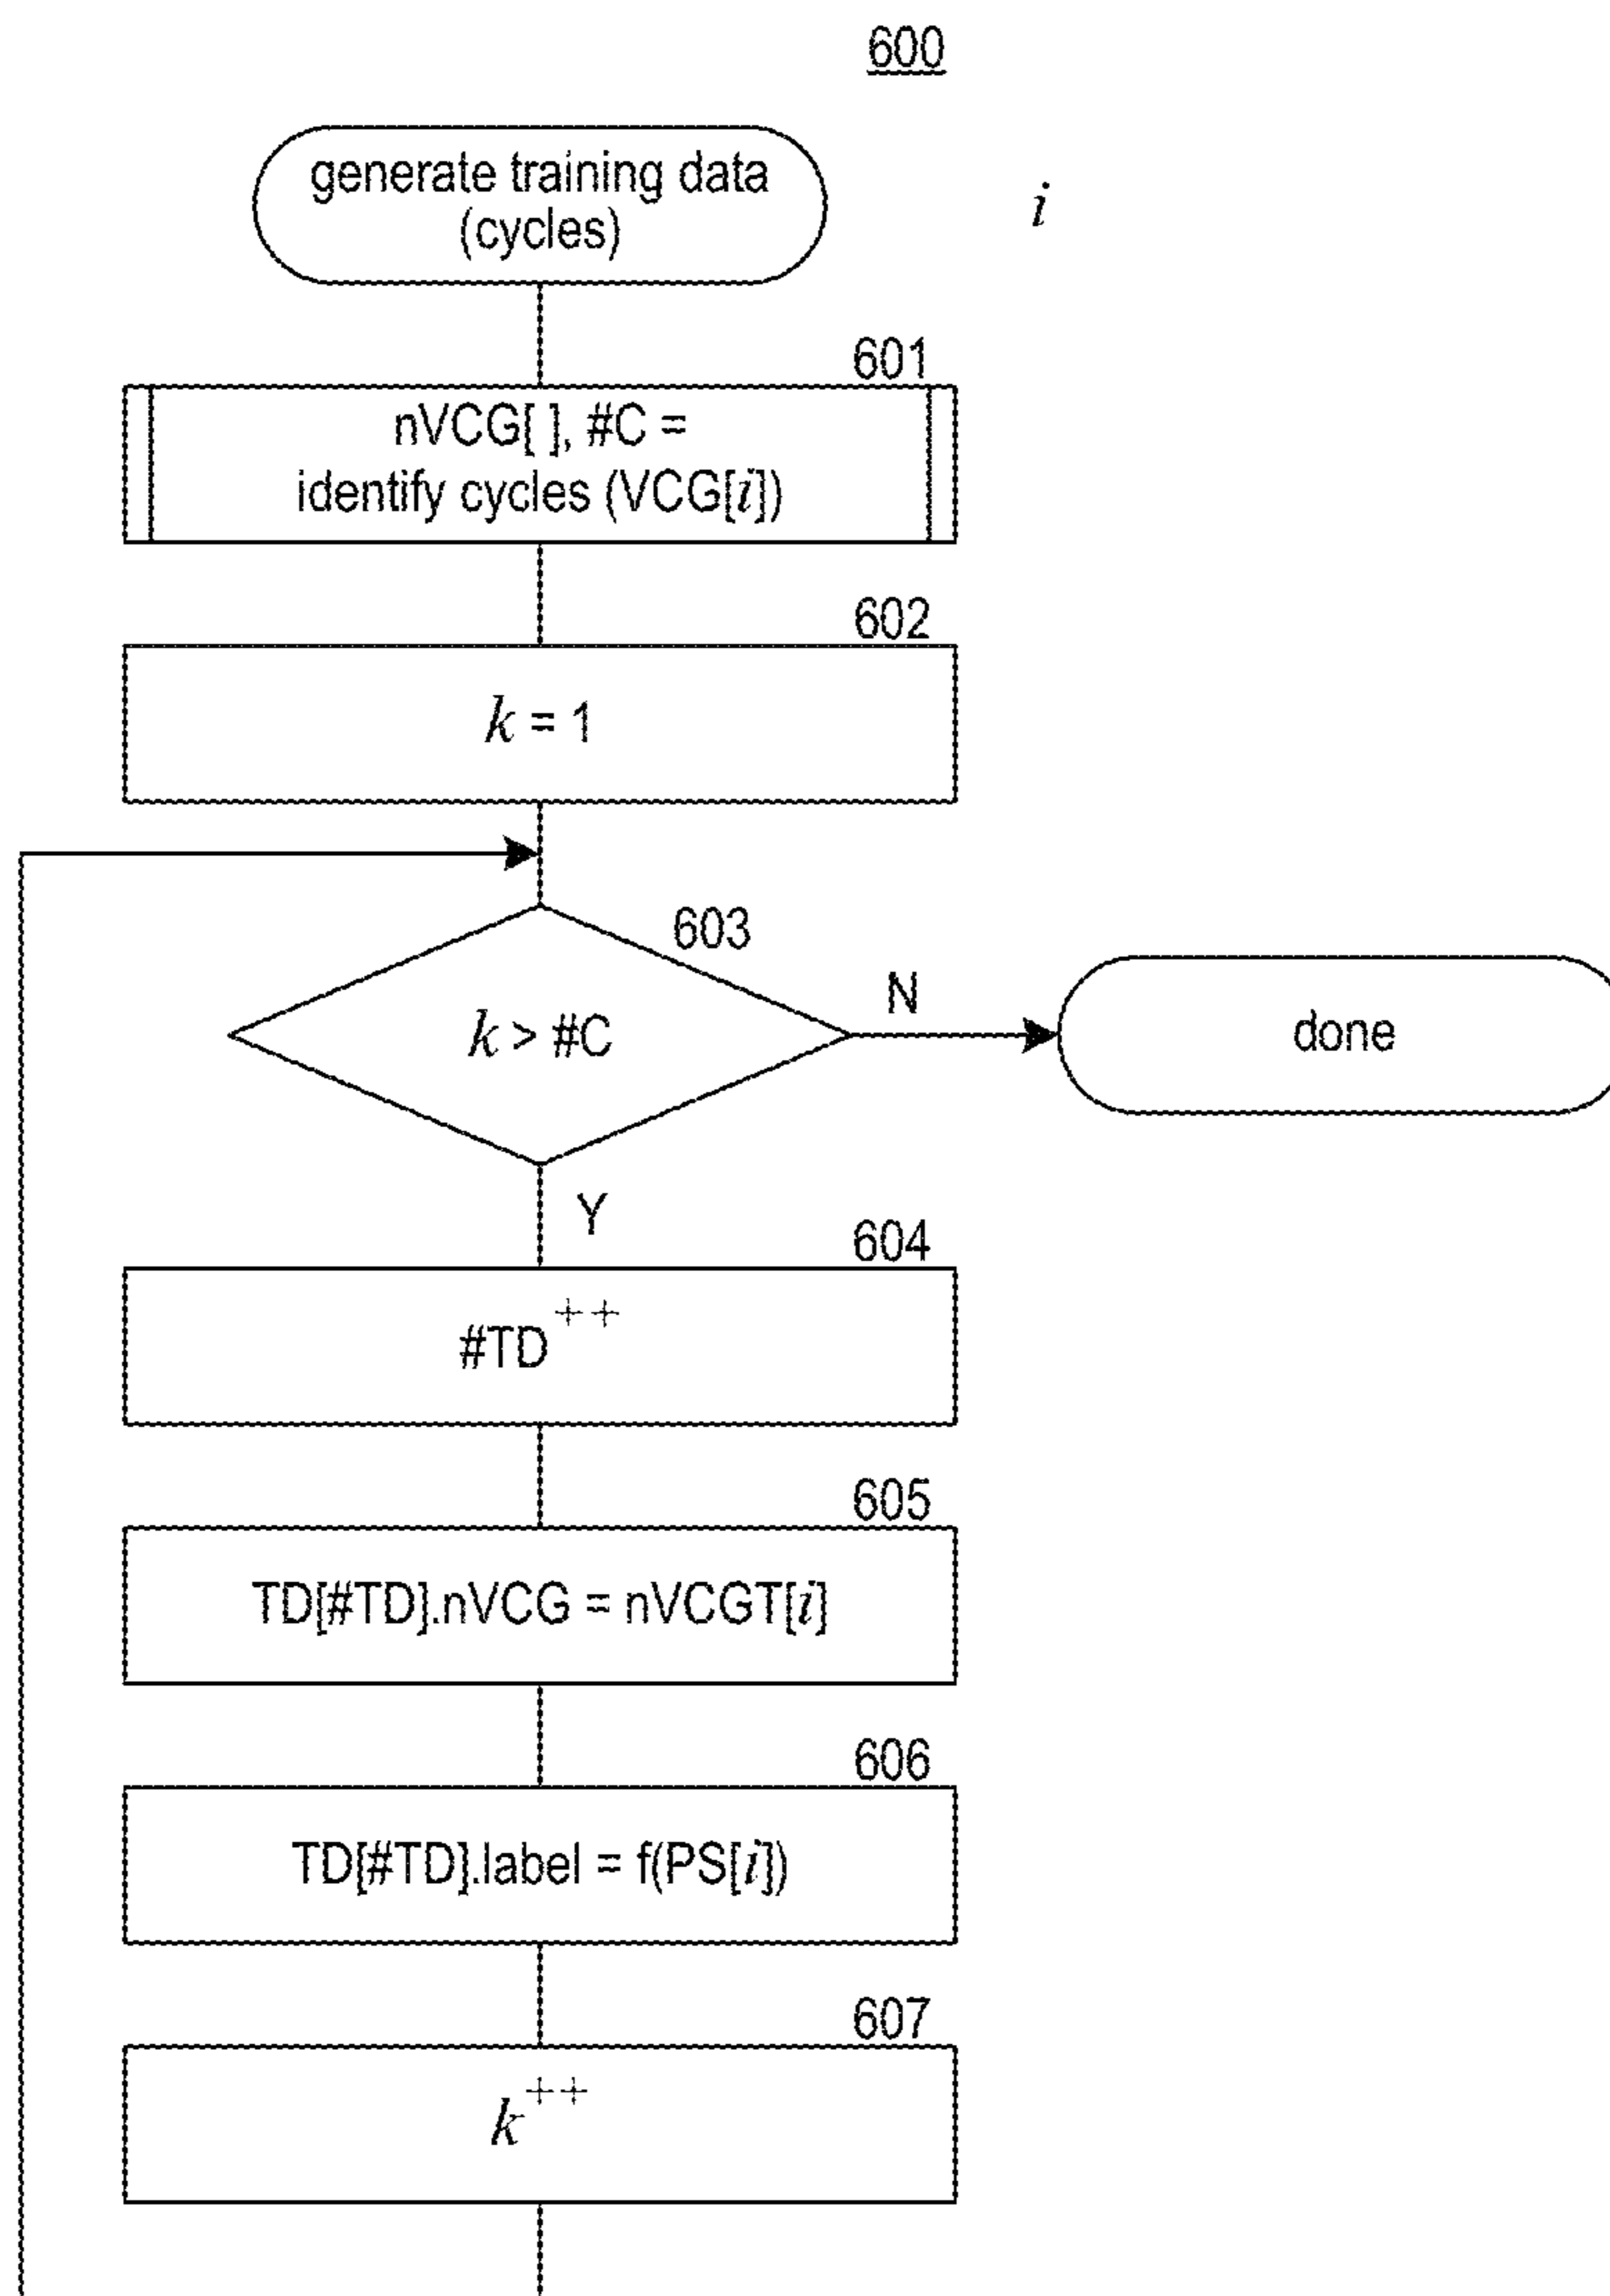 600
generate training data
(cycles)
i
601
nVCG[ ], #C =
identify cycles (VCG[i])
602
k = 1
603
k > #C
N
done
Y
604
#TD++
605
TD[#TD].nVCG = nVCGT[i]
606
TD[#TD].label = f(PS[i])
607
k++